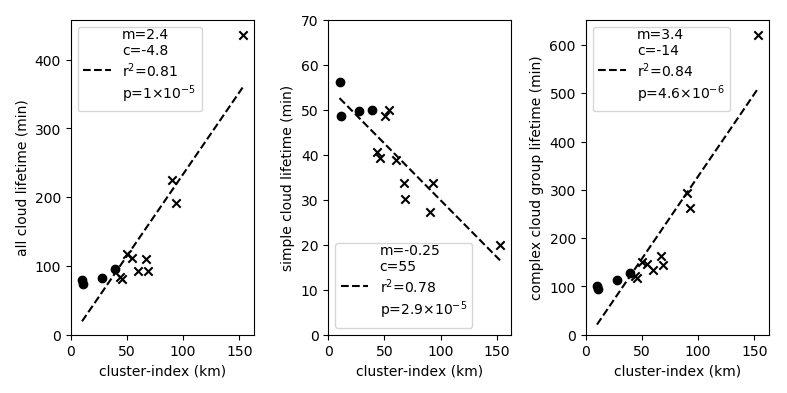 m=2.4
c=-4.8
r²=0.81
p=1×10⁻⁵
all cloud lifetime (min)
400
300
200
100
0
0 50 100 150
cluster-index (km)
70
60
50
40
30
20
10
0
simple cloud lifetime (min)
m=-0.25
c=55
r²=0.78
p=2.9×10⁻⁵
0 50 100 150
cluster-index (km)
m=3.4
c=-14
r²=0.84
p=4.6×10⁻⁶
complex cloud group lifetime (min)
600
500
400
300
200
100
0
0 50 100 150
cluster-index (km)